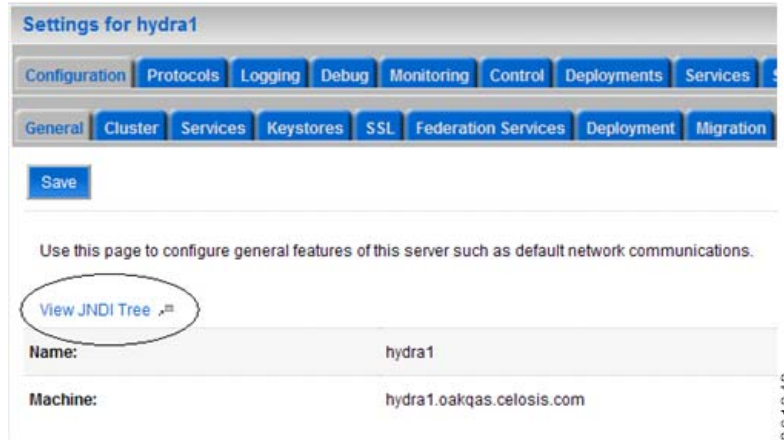 Settings for hydra1
Configuration Protocols Logging Debug Monitoring Control Deployments Services
General Cluster Services Keystores SSL Federation Services Deployment Migration
Save
Use this page to configure general features of this server such as default network communications.
View JNDI Tree
Name: hydra1
Machine: hydra1.oakqas.celosis.com